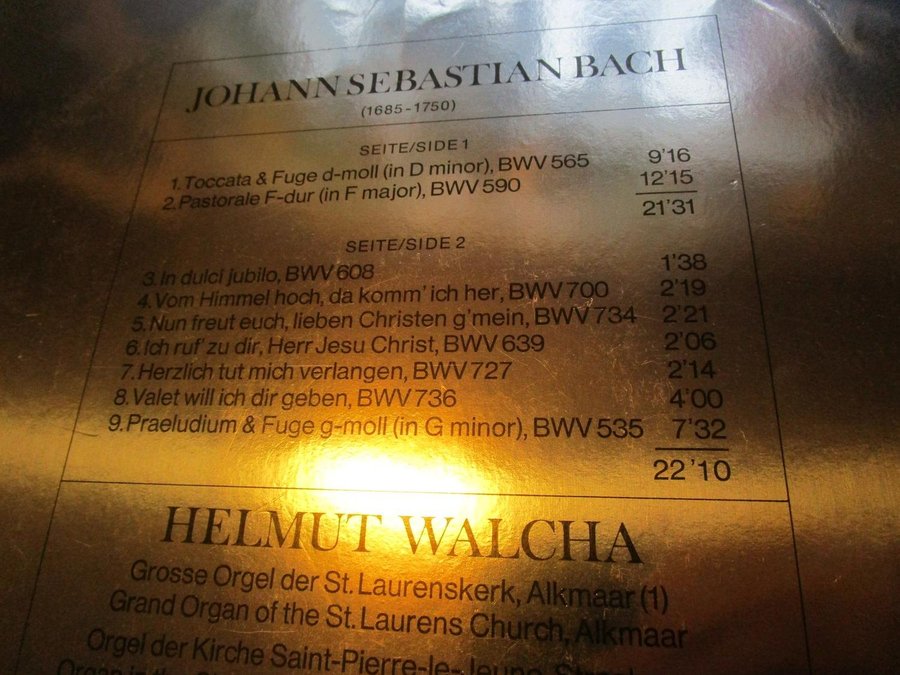 JOHANN SEBASTIAN BACH
(1685-1750)
SEITE/SIDE 1
1. Toccata & Fuge d-moll (in D minor), BWV 565 9'16
2. Pastorale F-dur (in F major), BWV 590 12'15
21'31
SEITE/SIDE 2
3. In dulci jubilo, BWV 608 1'38
4. Vom Himmel hoch, da komm' ich her, BWV 700 2'19
5. Nun freut euch, lieben Christen g'mein, BWV 734 2'21
6. Ich ruf' zu dir, Herr Jesu Christ, BWV 639 2'06
7. Herzlich tut mich verlangen, BWV 727 2'14
8. Valet will ich dir geben, BWV 736 4'00
9. Praeludium & Fuge g-moll (in G minor), BWV 535 7'32
22'10
HELMUT WALCHA
Grosse Orgel der St. Laurenskerk, Alkmaar (1)
Grand Organ of the St. Laurens Church, Alkmaar
Orgel der Kirche Saint-Pierre-le-Jeune,
Organ in the